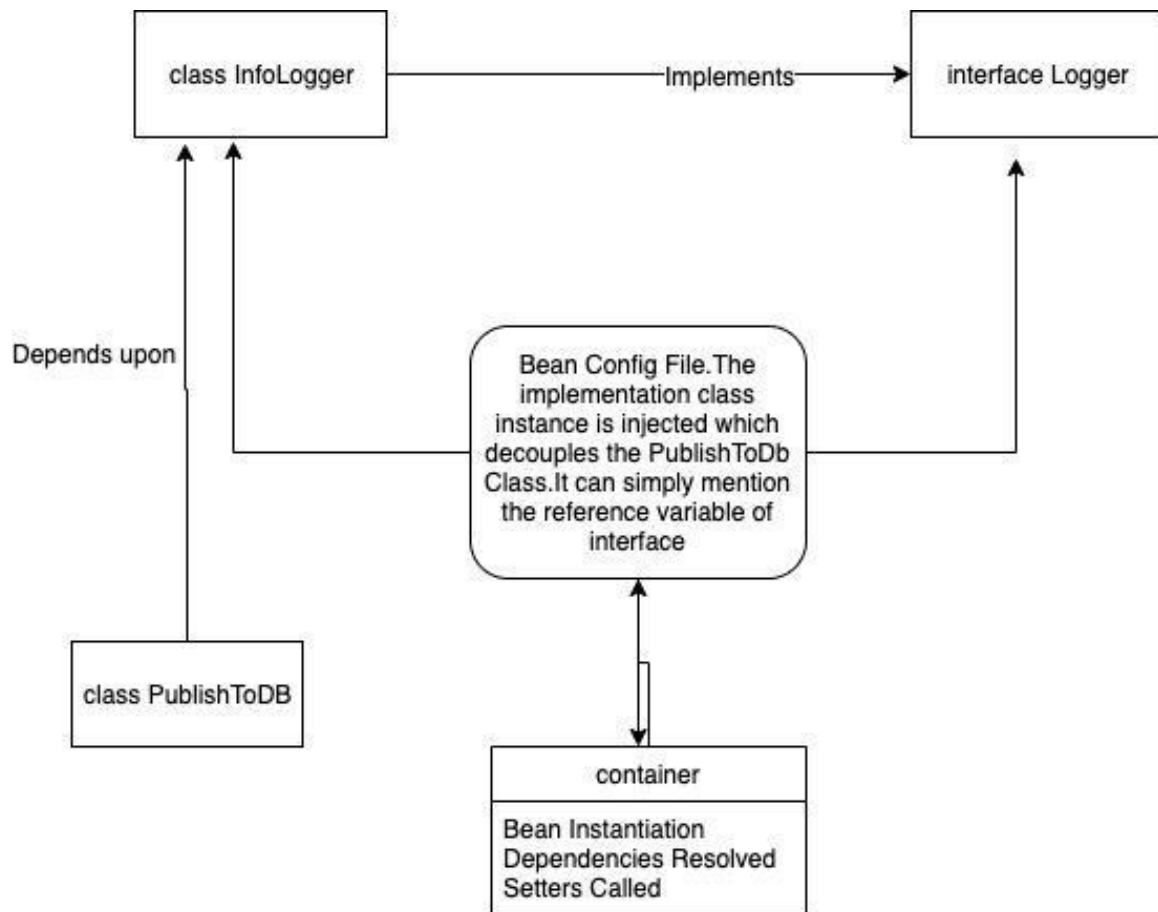 class InfoLogger
Implements
interface Logger
Depends upon
Bean Config File.The
implementation class
instance is injected which
decouples the PublishToDb
Class.It can simply mention
the reference variable of
interface
class PublishToDB
container
Bean Instantiation
Dependencies Resolved
Setters Called